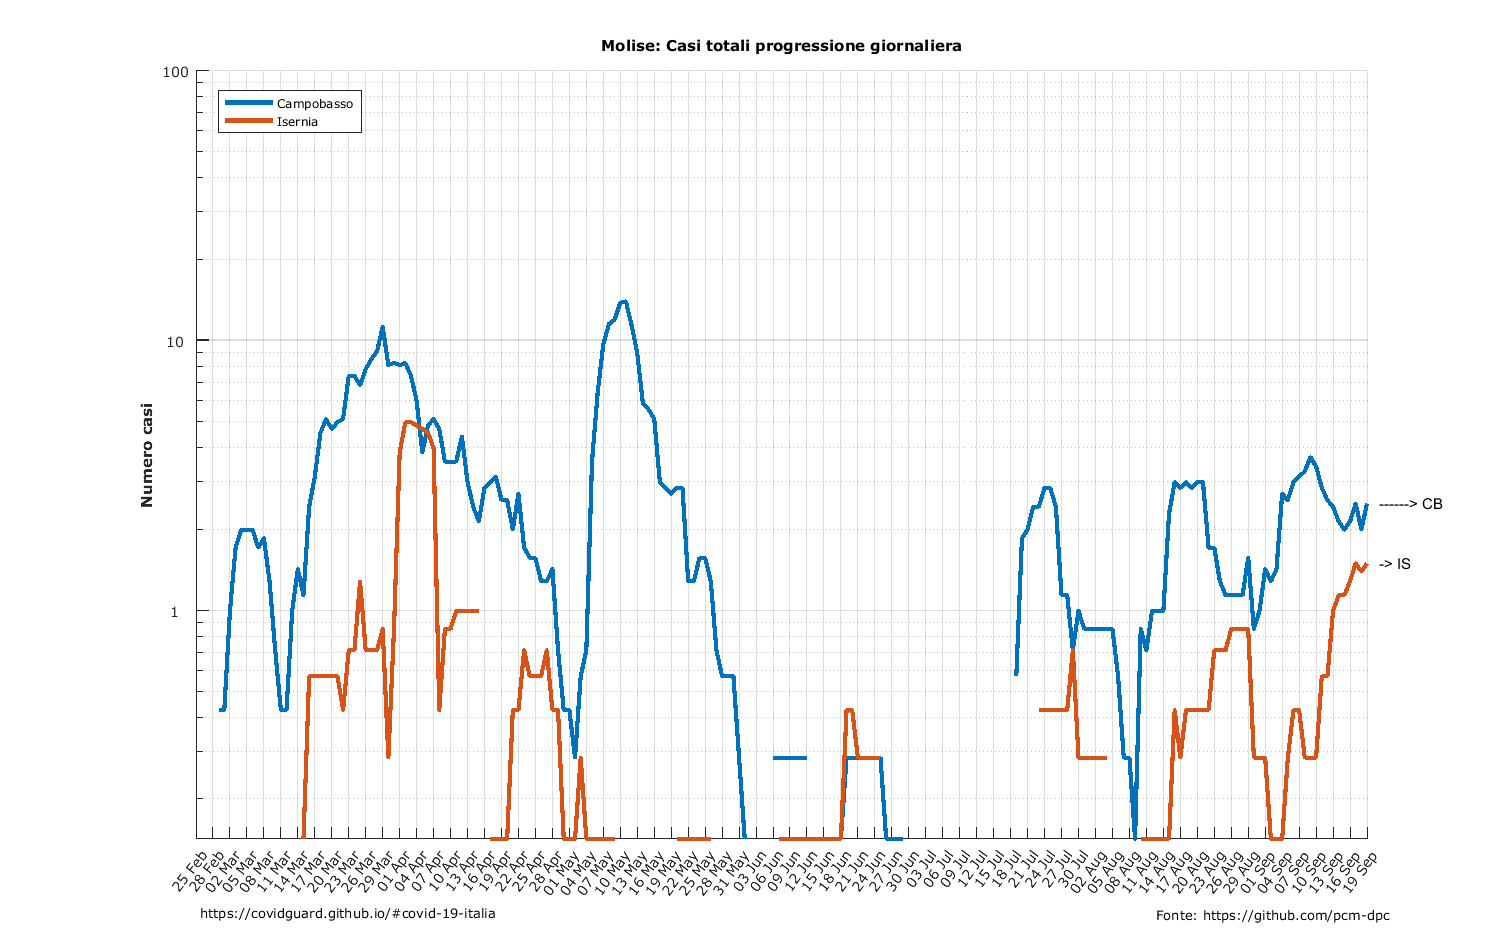 Molise: Casi totali progressione giornaliera
100
10
1
Numero casi
Campobasso
Isernia
------> CB
-> IS
25 Feb
28 Feb
02 Mar
05 Mar
08 Mar
11 Mar
14 Mar
17 Mar
20 Mar
23 Mar
26 Mar
29 Mar
01 Apr
04 Apr
07 Apr
10 Apr
13 Apr
16 Apr
19 Apr
22 Apr
25 Apr
28 Apr
01 May
04 May
07 May
10 May
13 May
16 May
19 May
22 May
25 May
28 May
31 May
03 Jun
06 Jun
09 Jun
12 Jun
15 Jun
18 Jun
21 Jun
24 Jun
27 Jun
30 Jun
03 Jul
06 Jul
09 Jul
12 Jul
15 Jul
18 Jul
21 Jul
24 Jul
27 Jul
30 Jul
02 Aug
05 Aug
08 Aug
11 Aug
14 Aug
17 Aug
20 Aug
23 Aug
26 Aug
29 Aug
01 Sep
04 Sep
07 Sep
10 Sep
13 Sep
16 Sep
19 Sep
https://covidguard.github.io/#covid-19-italia
Fonte: https://github.com/pcm-dpc